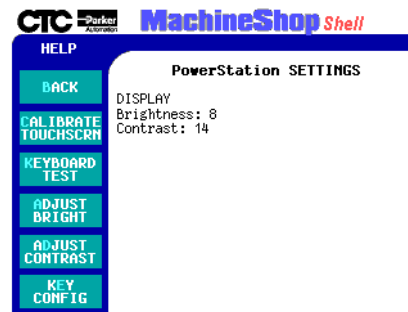 CTC Parker Automation MachineShop Shell
HELP
PowerStation SETTINGS
BACK
DISPLAY
Brightness: 8
Contrast: 14
CALIBRATE
TOUCHSCRN
KEYBOARD
TEST
ADJUST
BRIGHT
ADJUST
CONTRAST
KEY
CONFIG